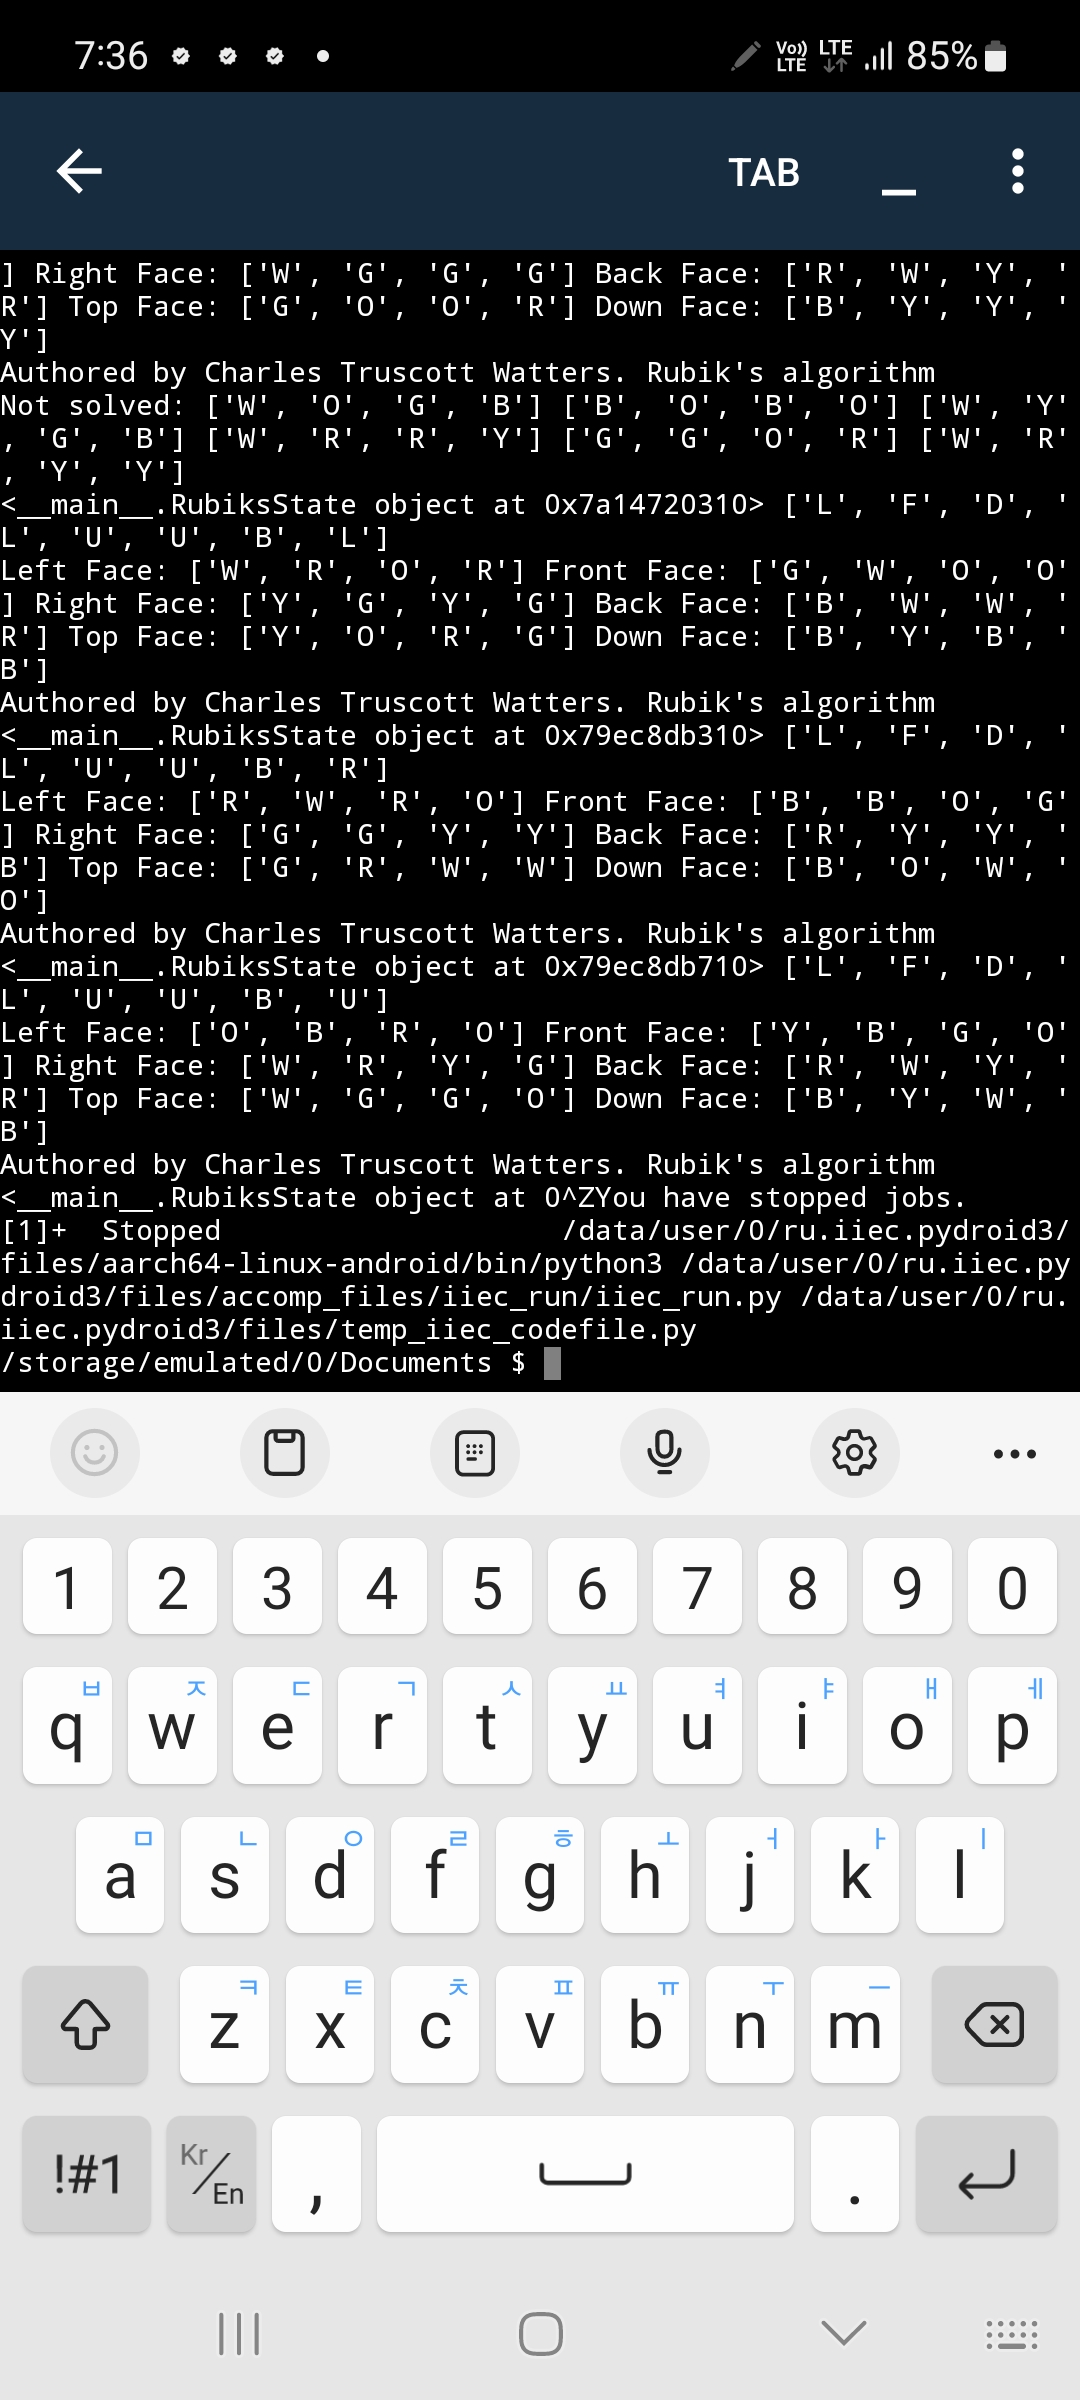 7:36 Vo)) LTE LTE 85%
TAB _
] Right Face: ['W', 'G', 'G', 'G'] Back Face: ['R', 'W', 'Y', '
R'] Top Face: ['G', 'O', 'O', 'R'] Down Face: ['B', 'Y', 'Y', '
Y']
Authored by Charles Truscott Watters. Rubik's algorithm
Not solved: ['W', 'O', 'G', 'B'] ['B', 'O', 'B', 'O'] ['W', 'Y'
, 'G', 'B'] ['W', 'R', 'R', 'Y'] ['G', 'G', 'O', 'R'] ['W', 'R'
, 'Y', 'Y']
<__main__.RubiksState object at 0x7a14720310> ['L', 'F', 'D', '
L', 'U', 'U', 'B', 'L']
Left Face: ['W', 'R', 'O', 'R'] Front Face: ['G', 'W', 'O', 'O'
] Right Face: ['Y', 'G', 'Y', 'G'] Back Face: ['B', 'W', 'W', '
R'] Top Face: ['Y', 'O', 'R', 'G'] Down Face: ['B', 'Y', 'B', '
B']
Authored by Charles Truscott Watters. Rubik's algorithm
<__main__.RubiksState object at 0x79ec8db310> ['L', 'F', 'D', '
L', 'U', 'U', 'B', 'R']
Left Face: ['R', 'W', 'R', 'O'] Front Face: ['B', 'B', 'O', 'G'
] Right Face: ['G', 'G', 'Y', 'Y'] Back Face: ['R', 'Y', 'Y', '
B'] Top Face: ['G', 'R', 'W', 'W'] Down Face: ['B', 'O', 'W', '
O']
Authored by Charles Truscott Watters. Rubik's algorithm
<__main__.RubiksState object at 0x79ec8db710> ['L', 'F', 'D', '
L', 'U', 'U', 'B', 'U']
Left Face: ['O', 'B', 'R', 'O'] Front Face: ['Y', 'B', 'G', 'O'
] Right Face: ['W', 'R', 'Y', 'G'] Back Face: ['R', 'W', 'Y', '
R'] Top Face: ['W', 'G', 'G', 'O'] Down Face: ['B', 'Y', 'W', '
B']
Authored by Charles Truscott Watters. Rubik's algorithm
<__main__.RubiksState object at 0^ZYou have stopped jobs.
[1]+  Stopped                    /data/user/0/ru.iiec.pydroid3/
files/aarch64-linux-android/bin/python3 /data/user/0/ru.iiec.py
droid3/files/accomp_files/iiec_run/iiec_run.py /data/user/0/ru.
iiec.pydroid3/files/temp_iiec_codefile.py
/storage/emulated/0/Documents $
1 2 3 4 5 6 7 8 9 0
ㅂ ㅈ ㄷ ㄱ ㅅ ㅛ ㅕ ㅑ ㅐ ㅔ
q w e r t y u i o p
ㅁ ㄴ ㅇ ㄹ ㅎ ㅗ ㅓ ㅏ ㅣ
a s d f g h j k l
ㅋ ㅌ ㅊ ㅍ ㅠ ㅜ ㅡ
z x c v b n m
!#1 Kr/En , .